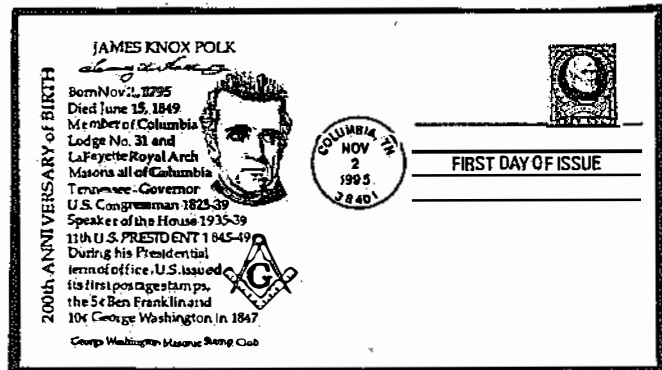 JAMES KNOX POLK
200th ANNIVERSARY of BIRTH
Born Nov 2, 1795
Died June 15, 1849
Member of Columbia
Lodge No. 31 and
LaFayette Royal Arch
Masons all of Columbia
Tennessee - Governor
U.S. Congressman 1825-39
Speaker of the House 1935-39
11th U.S. PRESIDENT 1845-49
During his Presidential
term of office, U.S. issued
its first postage stamps,
the 5¢ Ben Franklin and
10¢ George Washington in 1847
George Washington Masonic Stamp Club
G
COLUMBIA, TN
NOV
2
1995
38401
FIRST DAY OF ISSUE